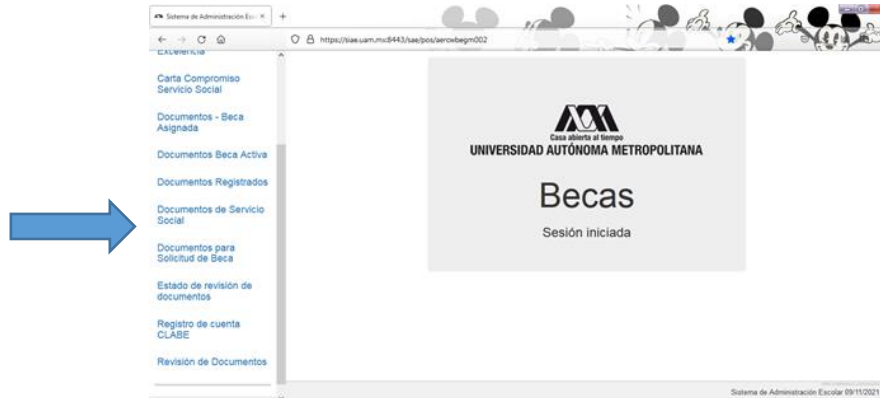 Sistema de Administración Esc
https://siae.uam.mx:8443/sae/pos/aerowbegm002
Excelencia
Carta Compromiso
Servicio Social
Documentos - Beca
Asignada
Documentos Beca Activa
Documentos Registrados
Documentos de Servicio
Social
Documentos para
Solicitud de Beca
Estado de revisión de
documentos
Registro de cuenta
CLABE
Revisión de Documentos
Casa abierta al tiempo
UNIVERSIDAD AUTÓNOMA METROPOLITANA
Becas
Sesión iniciada
Sistema de Administración Escolar 09/11/2021